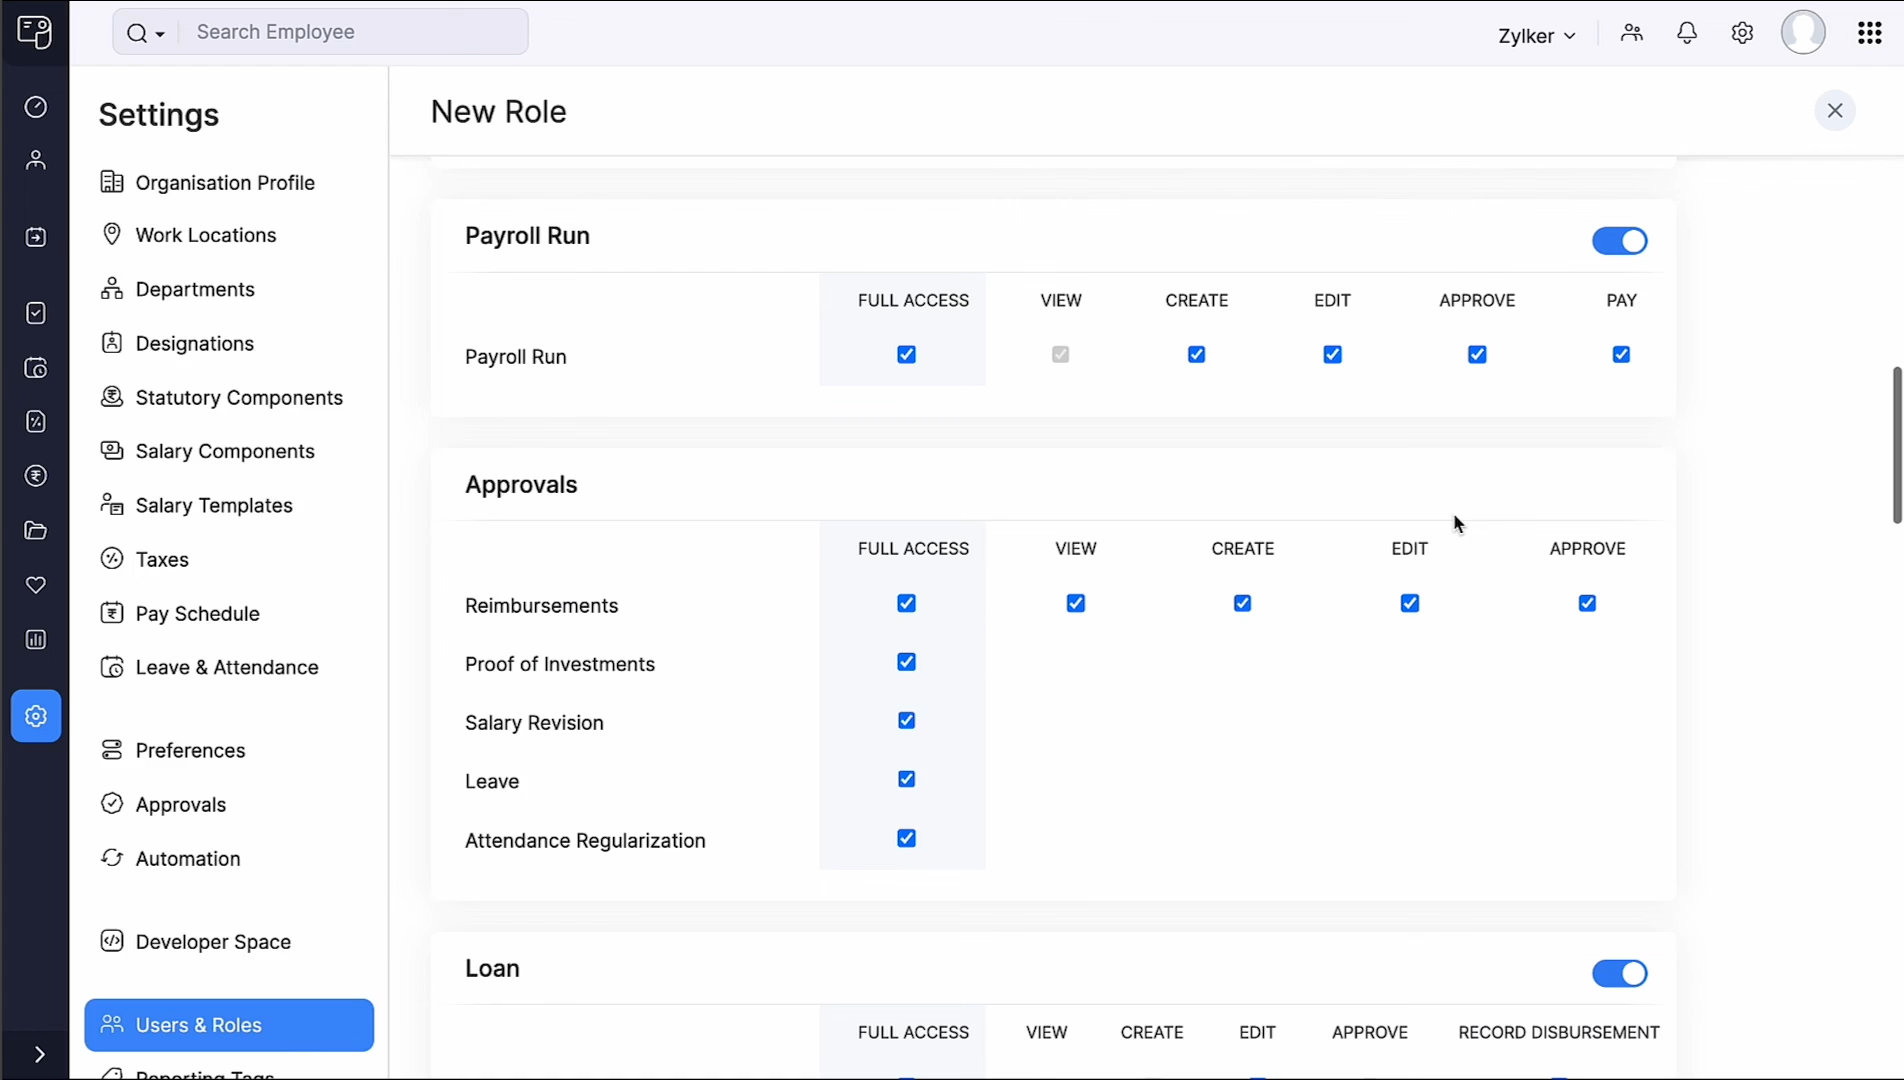 Search Employee
Zylker
Settings
Organisation Profile
Work Locations
Departments
Designations
Statutory Components
Salary Components
Salary Templates
Taxes
Pay Schedule
Leave & Attendance
Preferences
Approvals
Automation
Developer Space
Users & Roles
Reporting Tags
New Role
Payroll Run
FULL ACCESS VIEW CREATE EDIT APPROVE PAY
Payroll Run
Approvals
FULL ACCESS VIEW CREATE EDIT APPROVE
Reimbursements
Proof of Investments
Salary Revision
Leave
Attendance Regularization
Loan
FULL ACCESS VIEW CREATE EDIT APPROVE RECORD DISBURSEMENT